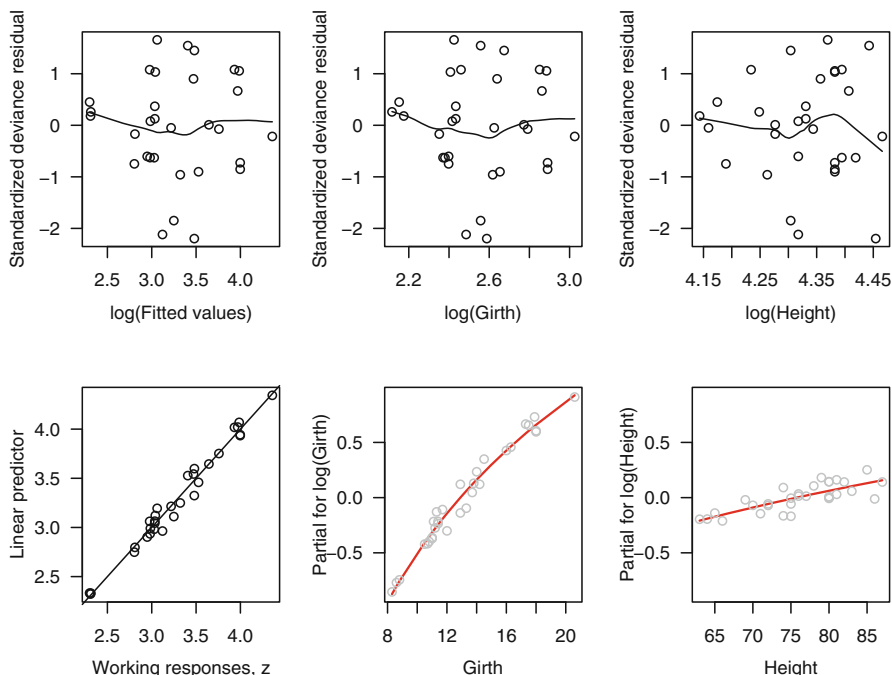 Standardized deviance residual
1
0
−1
−2
2.5 3.0 3.5 4.0
log(Fitted values)
Standardized deviance residual
1
0
−1
−2
2.2 2.6 3.0
log(Girth)
Standardized deviance residual
1
0
−1
−2
4.15 4.25 4.35 4.45
log(Height)
Linear predictor
4.0
3.5
3.0
2.5
2.5 3.0 3.5 4.0
Working responses, z
Partial for log(Girth)
0.5
0.0
−0.5
8 12 16 20
Girth
Partial for log(Height)
0.5
0.0
−0.5
65 70 75 80 85
Height